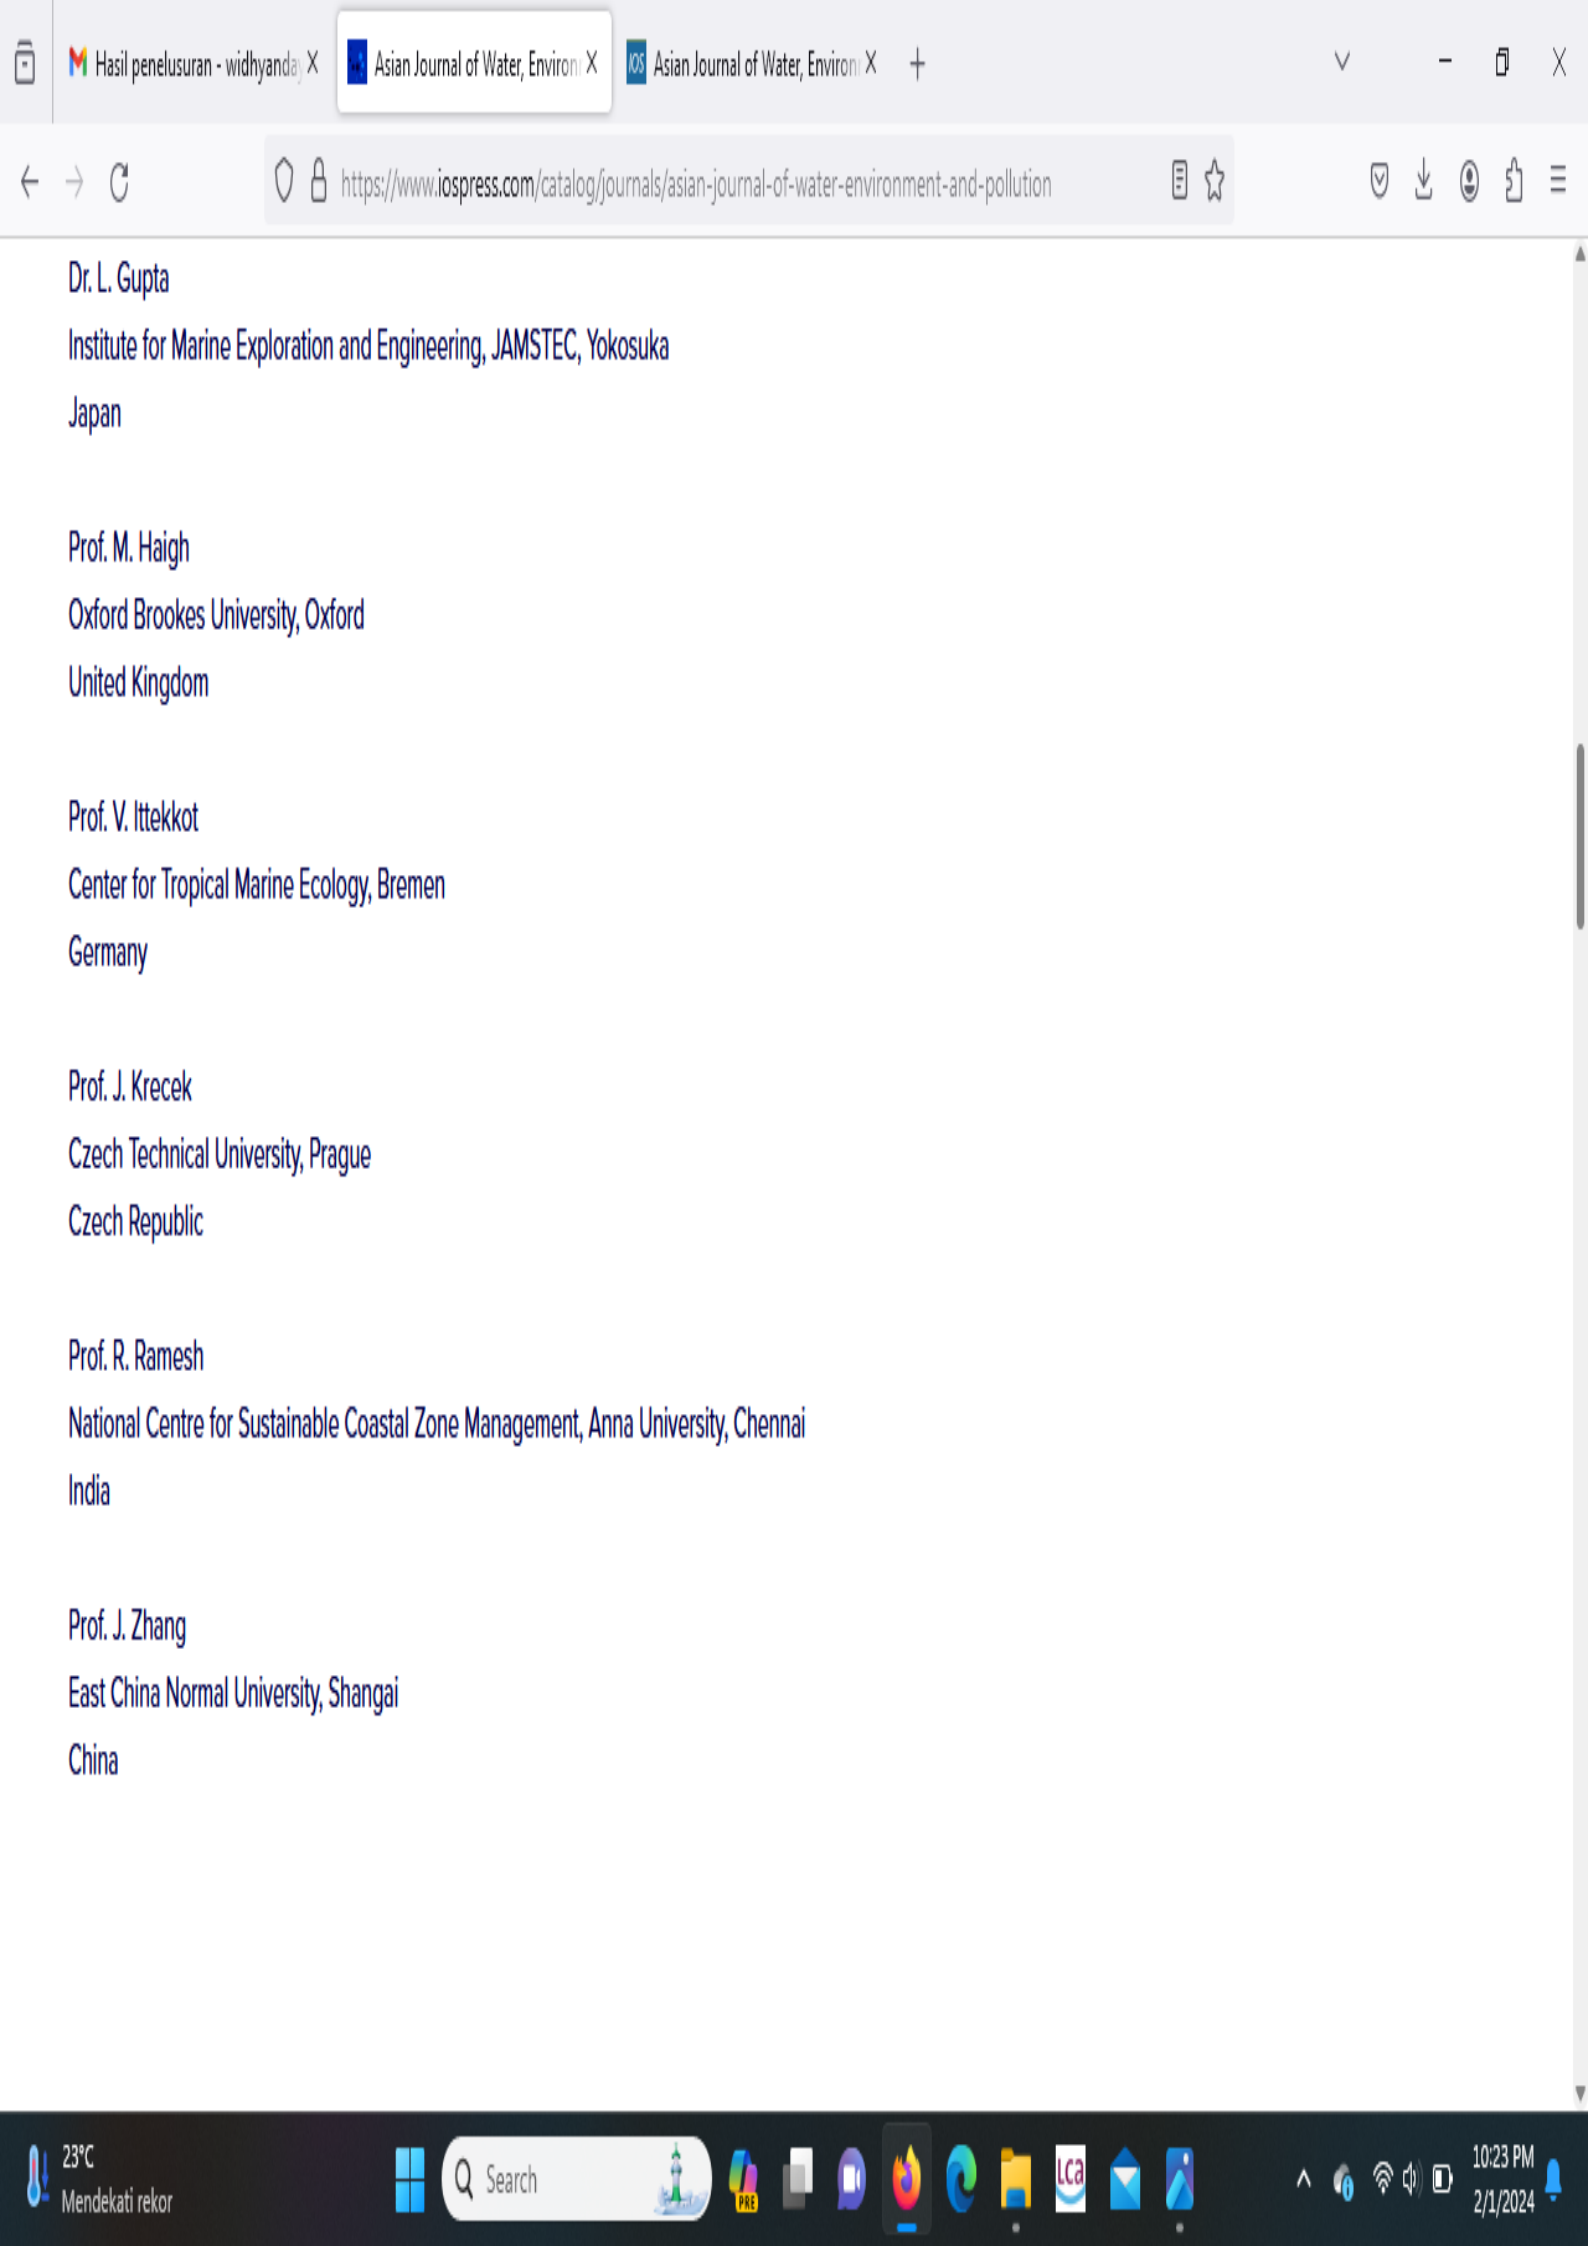 Hasil penelusuran - widhyanda
Asian Journal of Water, Environ
IOS
Asian Journal of Water, Environ
https://www.iospress.com/catalog/journals/asian-journal-of-water-environment-and-pollution
Dr. L. Gupta
Institute for Marine Exploration and Engineering, JAMSTEC, Yokosuka
Japan
Prof. M. Haigh
Oxford Brookes University, Oxford
United Kingdom
Prof. V. Ittekkot
Center for Tropical Marine Ecology, Bremen
Germany
Prof. J. Krecek
Czech Technical University, Prague
Czech Republic
Prof. R. Ramesh
National Centre for Sustainable Coastal Zone Management, Anna University, Chennai
India
Prof. J. Zhang
East China Normal University, Shangai
China
23°C
Mendekati rekor
Search
PRE
LCa
10:23 PM
2/1/2024